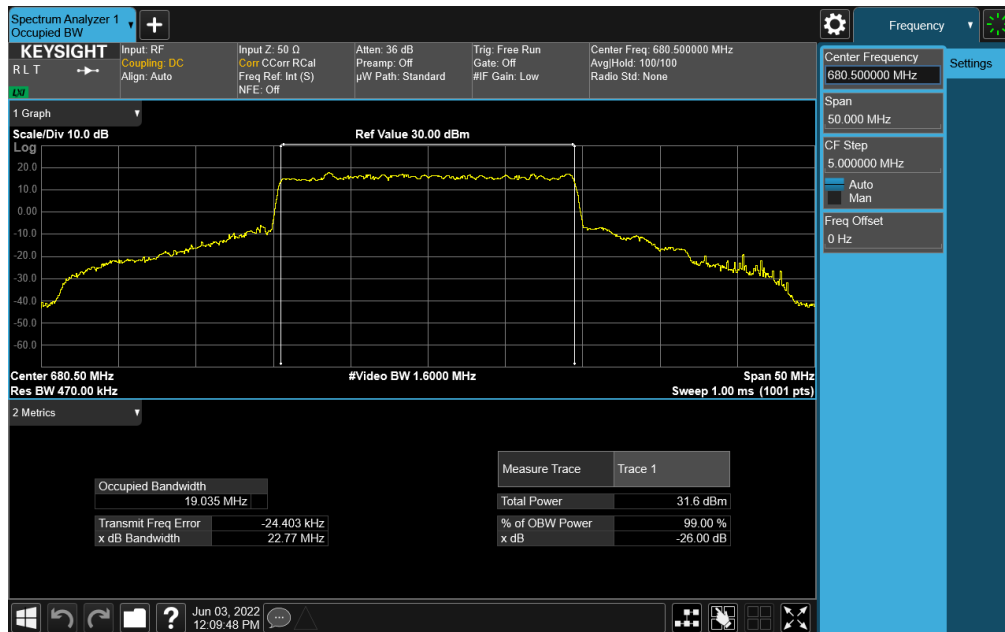 Spectrum Analyzer 1
Occupied BW
Frequency
KEYSIGHT
R L T
LXI
Input: RF
Coupling: DC
Align: Auto
Input Z: 50 Ω
Corr CCorr RCal
Freq Ref: Int (S)
NFE: Off
Atten: 36 dB
Preamp: Off
µW Path: Standard
Trig: Free Run
Gate: Off
#IF Gain: Low
Center Freq: 680.500000 MHz
Avg|Hold: 100/100
Radio Std: None
Center Frequency
680.500000 MHz
Settings
Span
50.000 MHz
CF Step
5.000000 MHz
Auto
Man
Freq Offset
0 Hz
1 Graph
Scale/Div 10.0 dB
Ref Value 30.00 dBm
Log
20.0
10.0
0.00
-10.0
-20.0
-30.0
-40.0
-50.0
-60.0
Center 680.50 MHz
#Video BW 1.6000 MHz
Span 50 MHz
Res BW 470.00 kHz
Sweep 1.00 ms (1001 pts)
2 Metrics
Occupied Bandwidth
19.035 MHz
Transmit Freq Error -24.403 kHz
x dB Bandwidth 22.77 MHz
Measure Trace Trace 1
Total Power 31.6 dBm
% of OBW Power 99.00 %
x dB -26.00 dB
Jun 03, 2022
12:09:48 PM